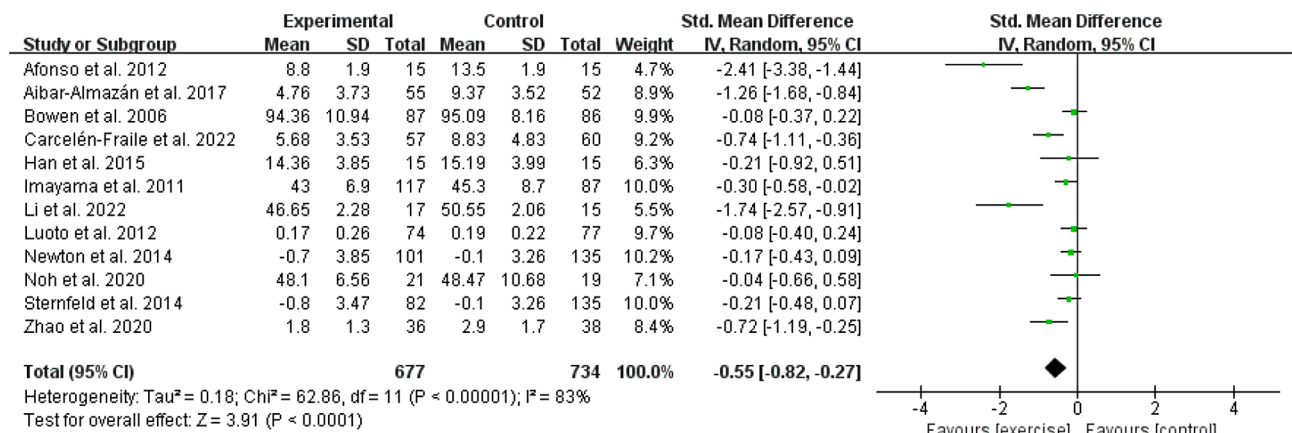 Experimental Control Std. Mean Difference Std. Mean Difference
Study or Subgroup Mean SD Total Mean SD Total Weight IV, Random, 95% CI IV, Random, 95% CI
Afonso et al. 2012 8.8 1.9 15 13.5 1.9 15 4.7% -2.41 [-3.38, -1.44]
Aibar-Almazán et al. 2017 4.76 3.73 55 9.37 3.52 52 8.9% -1.26 [-1.68, -0.84]
Bowen et al. 2006 94.36 10.94 87 95.09 8.16 86 9.9% -0.08 [-0.37, 0.22]
Carcelén-Fraile et al. 2022 5.68 3.53 57 8.83 4.83 60 9.2% -0.74 [-1.11, -0.36]
Han et al. 2015 14.36 3.85 15 15.19 3.99 15 6.3% -0.21 [-0.92, 0.51]
Imayama et al. 2011 43 6.9 117 45.3 8.7 87 10.0% -0.30 [-0.58, -0.02]
Li et al. 2022 46.65 2.28 17 50.55 2.06 15 5.5% -1.74 [-2.57, -0.91]
Luoto et al. 2012 0.17 0.26 74 0.19 0.22 77 9.7% -0.08 [-0.40, 0.24]
Newton et al. 2014 -0.7 3.85 101 -0.1 3.26 135 10.2% -0.17 [-0.43, 0.09]
Noh et al. 2020 48.1 6.56 21 48.47 10.68 19 7.1% -0.04 [-0.66, 0.58]
Sternfeld et al. 2014 -0.8 3.47 82 -0.1 3.26 135 10.0% -0.21 [-0.48, 0.07]
Zhao et al. 2020 1.8 1.3 36 2.9 1.7 38 8.4% -0.72 [-1.19, -0.25]
Total (95% CI) 677 734 100.0% -0.55 [-0.82, -0.27]
Heterogeneity: Tau² = 0.18; Chi² = 62.86, df = 11 (P < 0.00001); I² = 83%
Test for overall effect: Z = 3.91 (P < 0.0001)
-4 -2 0 2 4
Favours [exercise] Favours [control]